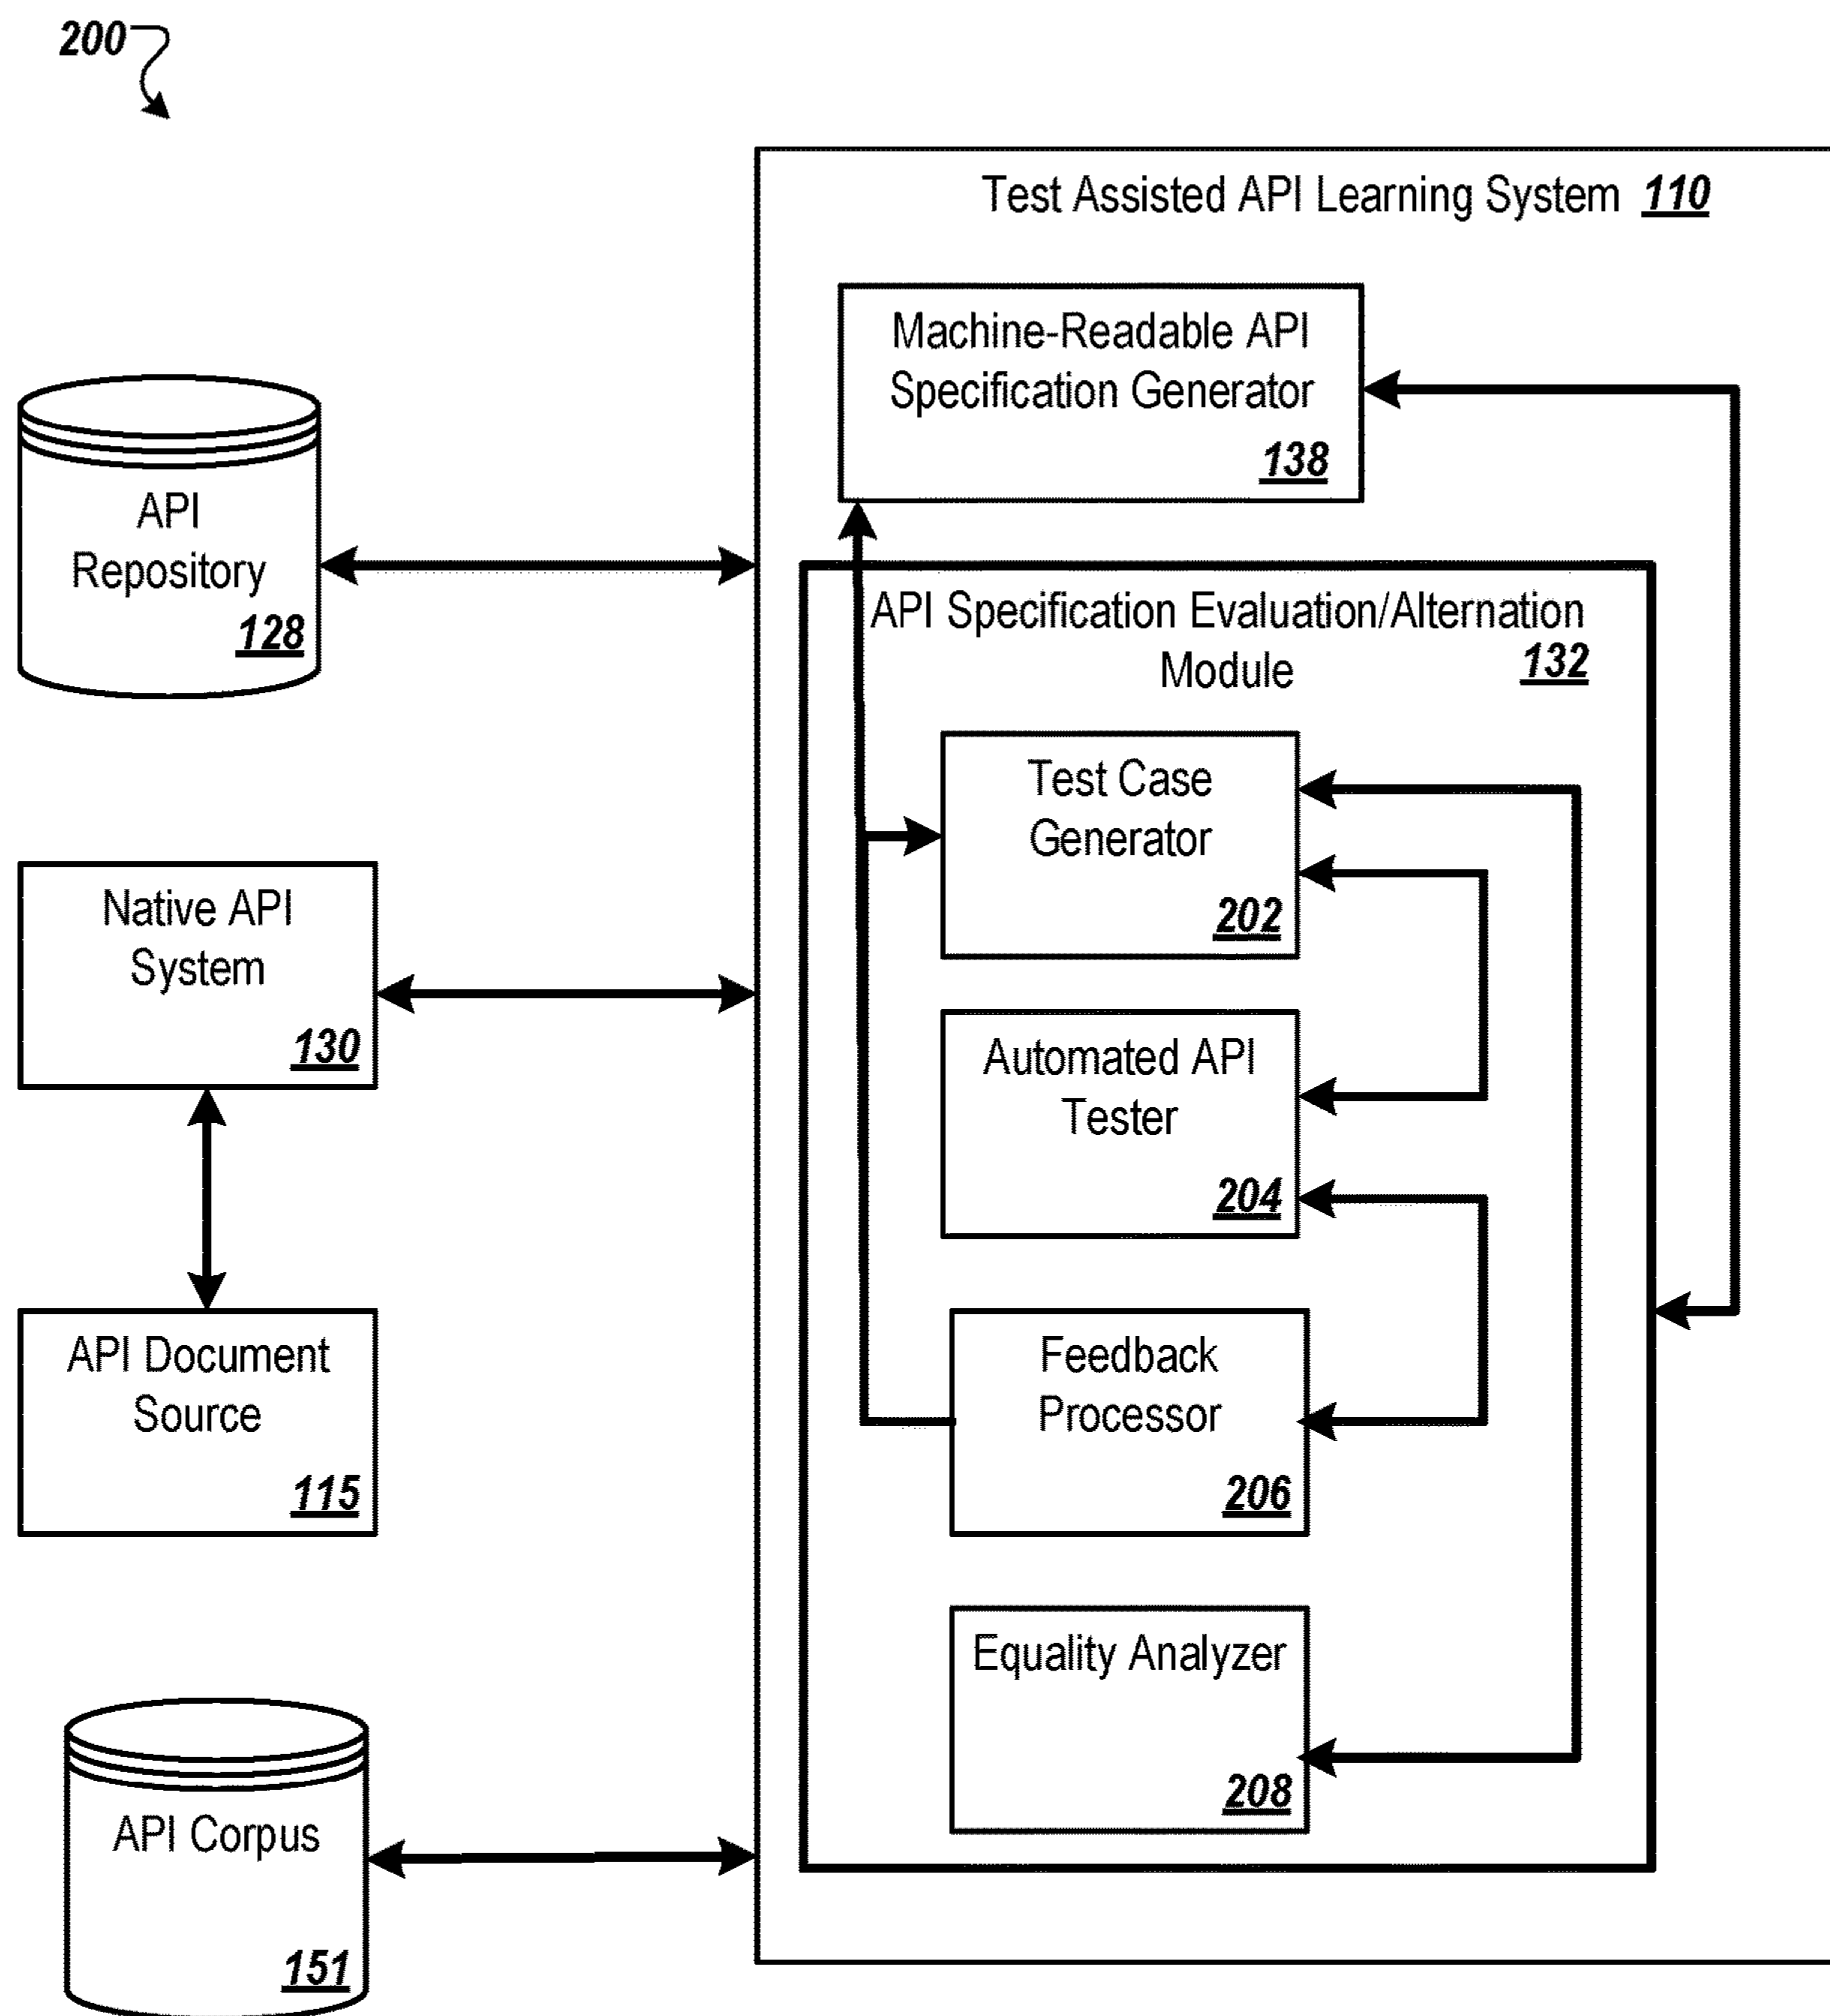 200
Test Assisted API Learning System 110
Machine-Readable API
Specification Generator
138
API
Repository
128
API Specification Evaluation/Alternation
Module
132
Test Case
Generator
202
Native API
System
130
Automated API
Tester
204
API Document
Source
115
Feedback
Processor
206
Equality Analyzer
208
API Corpus
151